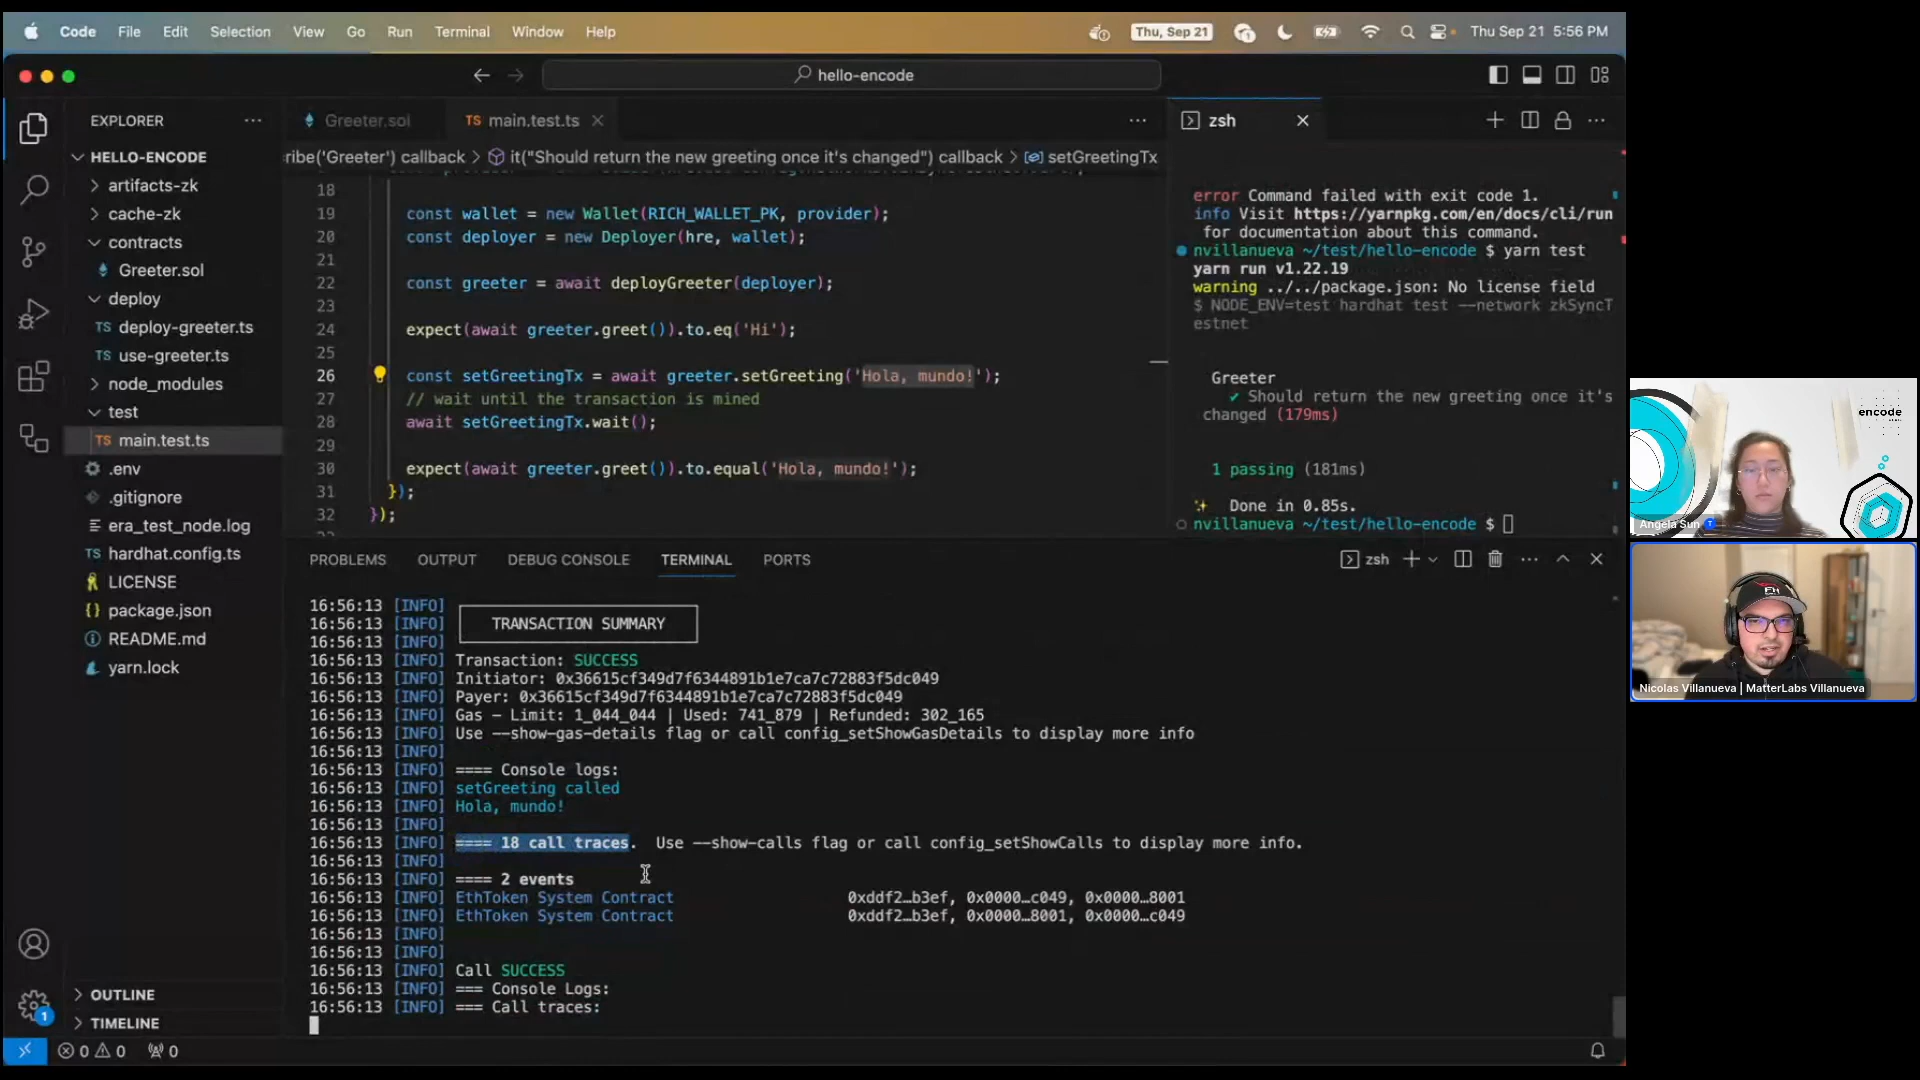 Code File Edit Selection View Go Run Terminal Window Help
Thu, Sep 21
Thu Sep 21 5:56 PM
hello-encode
EXPLORER
HELLO-ENCODE
artifacts-zk
cache-zk
contracts
Greeter.sol
deploy
TS deploy-greeter.ts
TS use-greeter.ts
node_modules
test
TS main.test.ts
.env
.gitignore
era_test_node.log
hardhat.config.ts
LICENSE
{} package.json
README.md
yarn.lock
OUTLINE
TIMELINE
1
0 0 0
Greeter.sol
TS main.test.ts
ribe('Greeter') callback > it("Should return the new greeting once it's changed") callback > setGreetingTx
18
19 const wallet = new Wallet(RICH_WALLET_PK, provider);
20 const deployer = new Deployer(hre, wallet);
21
22 const greeter = await deployGreeter(deployer);
23
24 expect(await greeter.greet()).to.eq('Hi');
25
26 const setGreetingTx = await greeter.setGreeting('Hola, mundo!');
27 // wait until the transaction is mined
28 await setGreetingTx.wait();
29
30 expect(await greeter.greet()).to.equal('Hola, mundo!');
31 });
32 });
zsh
error Command failed with exit code 1.
info Visit https://yarnpkg.com/en/docs/cli/run
for documentation about this command.
nvillanueva ~/test/hello-encode $ yarn test
yarn run v1.22.19
warning ../../package.json: No license field
$ NODE_ENV=test hardhat test --network zkSyncT
estnet
Greeter
✔ Should return the new greeting once it's
changed (179ms)
1 passing (181ms)
✨ Done in 0.85s.
nvillanueva ~/test/hello-encode $
PROBLEMS OUTPUT DEBUG CONSOLE TERMINAL PORTS
zsh
16:56:13 [INFO]
16:56:13 [INFO] TRANSACTION SUMMARY
16:56:13 [INFO]
16:56:13 [INFO] Transaction: SUCCESS
16:56:13 [INFO] Initiator: 0x36615cf349d7f6344891b1e7ca7c72883f5dc049
16:56:13 [INFO] Payer: 0x36615cf349d7f6344891b1e7ca7c72883f5dc049
16:56:13 [INFO] Gas - Limit: 1_044_044 | Used: 741_879 | Refunded: 302_165
16:56:13 [INFO] Use --show-gas-details flag or call config_setShowGasDetails to display more info
16:56:13 [INFO]
16:56:13 [INFO] ==== Console logs:
16:56:13 [INFO] setGreeting called
16:56:13 [INFO] Hola, mundo!
16:56:13 [INFO]
16:56:13 [INFO] ==== 18 call traces. Use --show-calls flag or call config_setShowCalls to display more info.
16:56:13 [INFO]
16:56:13 [INFO] ==== 2 events
16:56:13 [INFO] EthToken System Contract 0xddf2…b3ef, 0x0000…c049, 0x0000…8001
16:56:13 [INFO] EthToken System Contract 0xddf2…b3ef, 0x0000…8001, 0x0000…c049
16:56:13 [INFO]
16:56:13 [INFO]
16:56:13 [INFO] Call SUCCESS
16:56:13 [INFO] === Console Logs:
16:56:13 [INFO] === Call traces:
encode
Angela Sun
Nicolas Villanueva | MatterLabs Villanueva